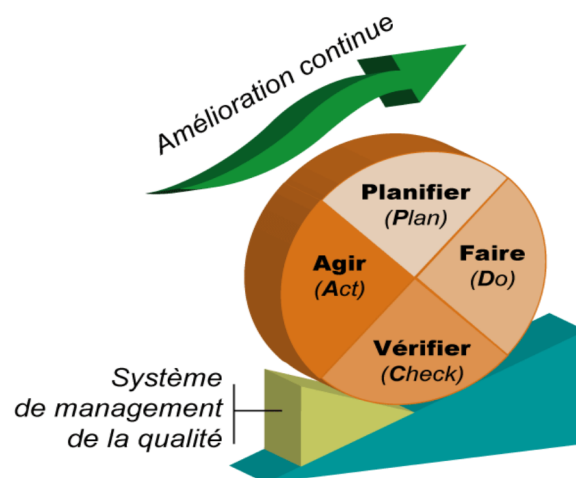 Amélioration continue
Planifier
(Plan)
Faire
(Do)
Agir
(Act)
Vérifier
(Check)
Système
de management
de la qualité